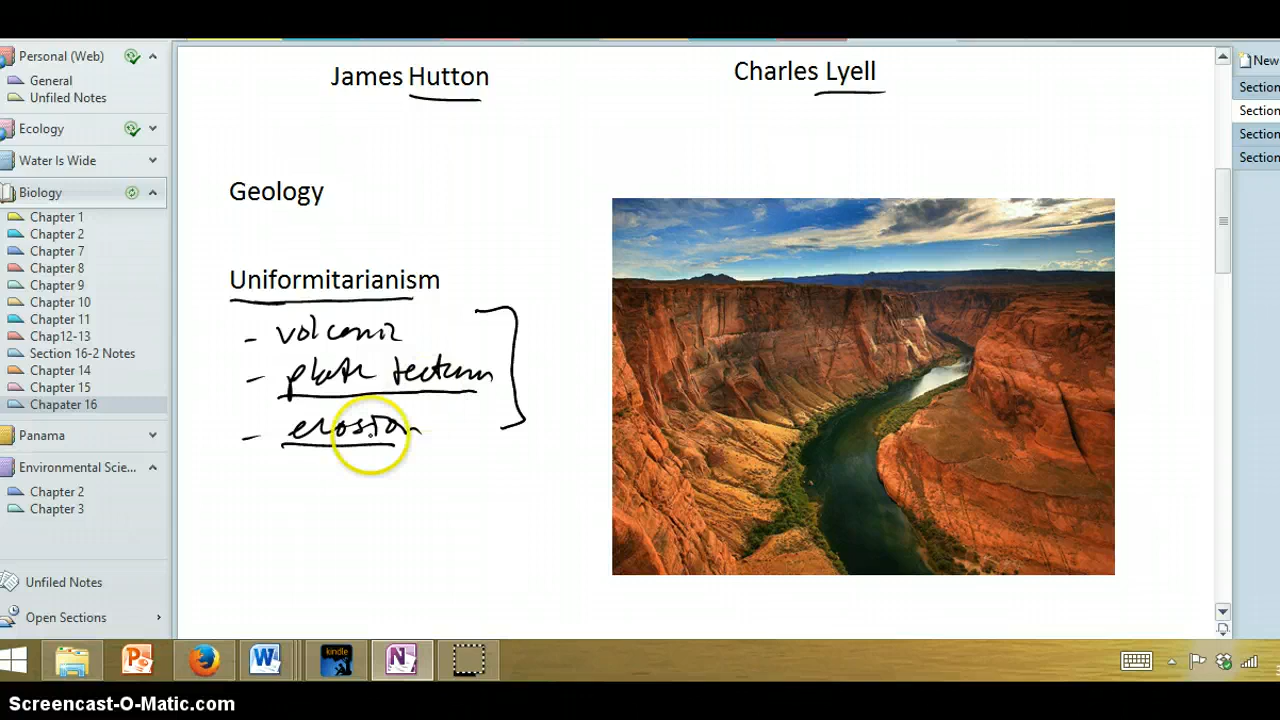 Personal (Web)
General
Unfiled Notes
Ecology
Water Is Wide
Biology
Chapter 1
Chapter 2
Chapter 7
Chapter 8
Chapter 9
Chapter 10
Chapter 11
Chap12-13
Section 16-2 Notes
Chapter 14
Chapter 15
Chapater 16
Panama
Environmental Scie...
Chapter 2
Chapter 3
Unfiled Notes
Open Sections
James Hutton
Charles Lyell
Geology
Uniformitarianism
- volcanic
- plate
- erosion
New
Section
Section
Section
Section
kindle
Screencast-O-Matic.com